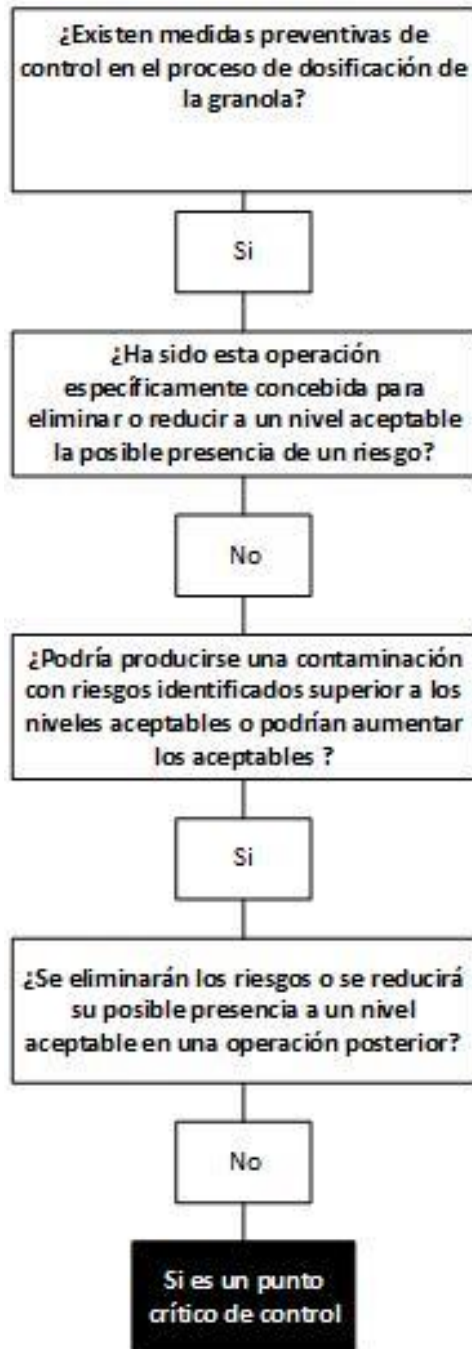 ¿Existen medidas preventivas de
control en el proceso de dosificación de
la granola?
Si
¿Ha sido esta operación
específicamente concebida para
eliminar o reducir a un nivel aceptable
la posible presencia de un riesgo?
No
¿Podría producirse una contaminación
con riesgos identificados superior a los
niveles aceptables o podrían aumentar
los aceptables ?
Si
¿Se eliminarán los riesgos o se reducirá
su posible presencia a un nivel
aceptable en una operación posterior?
No
Si es un punto
crítico de control